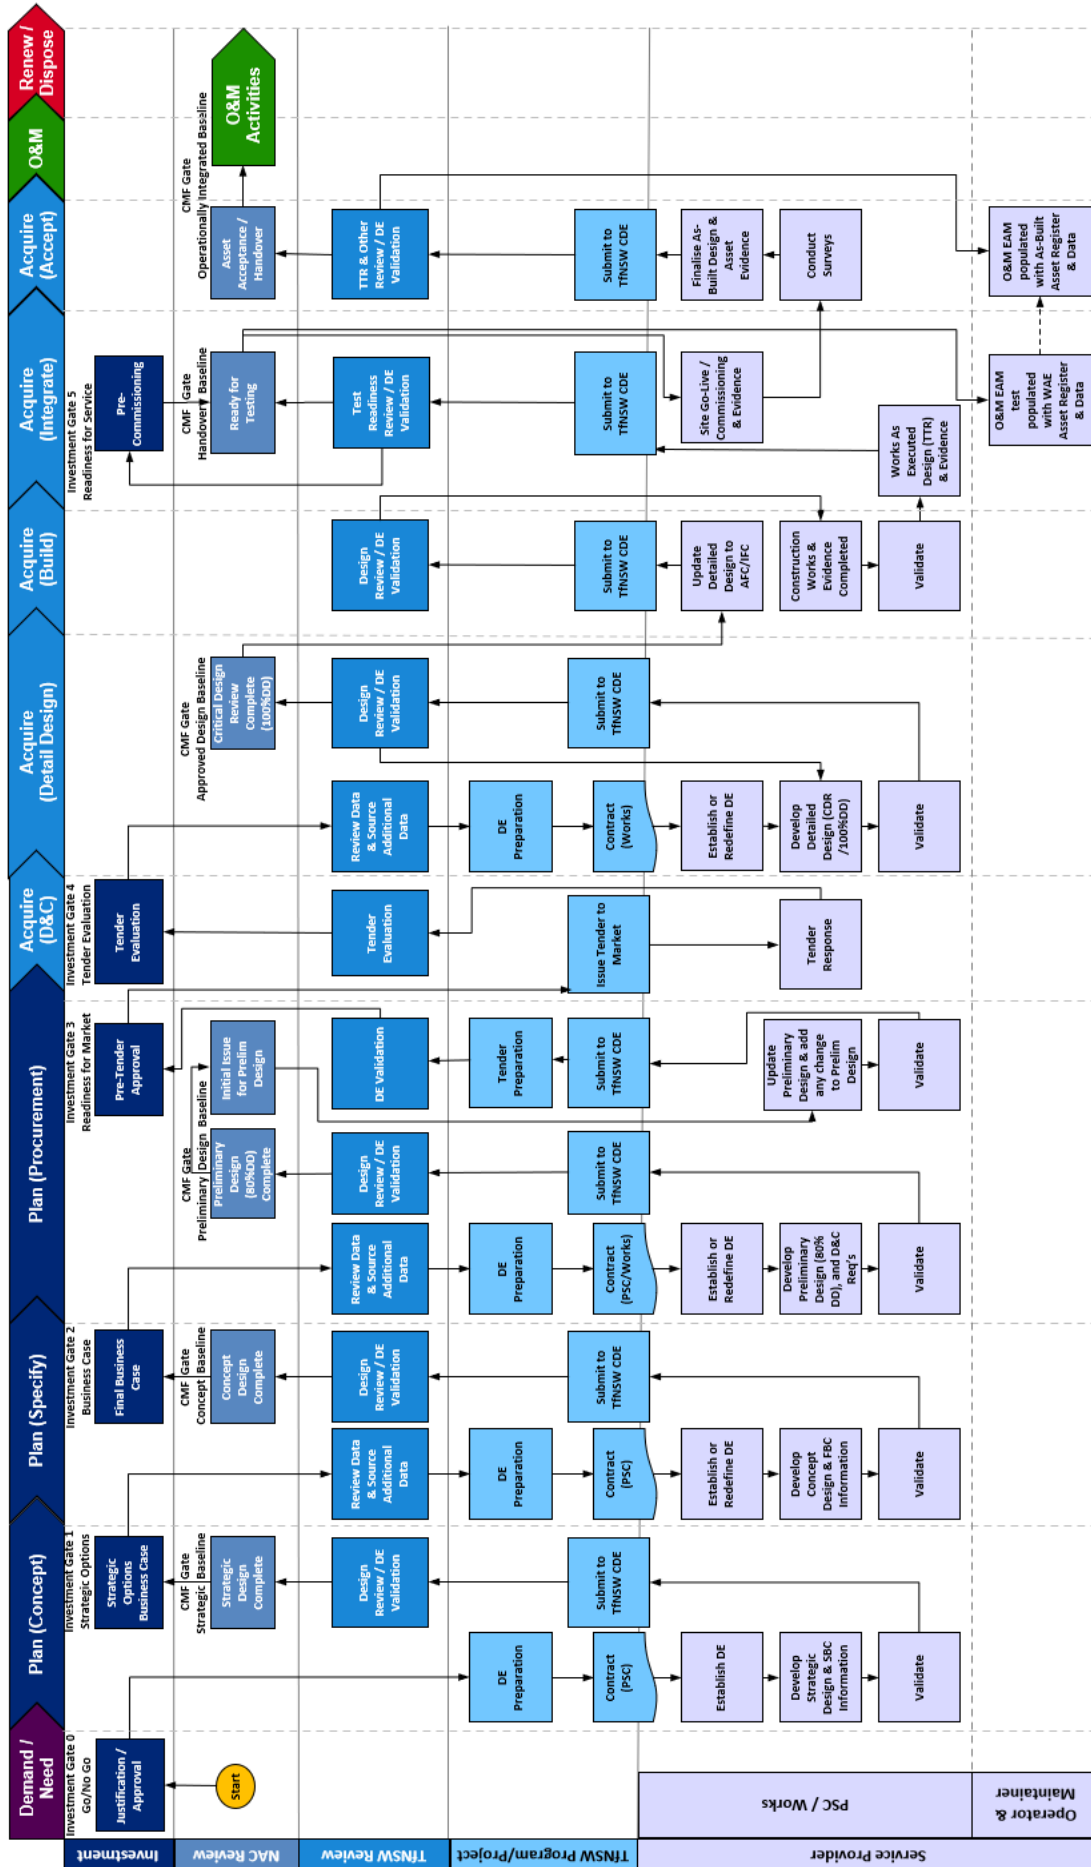 Demand /
Need
Plan (Concept)
Plan (Specify)
Plan (Procurement)
Acquire
(D&C)
Acquire
(Detail Design)
Acquire
(Build)
Acquire
(Integrate)
Acquire
(Accept)
O&M
Renew /
Dispose
Investment
Investment Gate 0
Go/No Go
Justification /
Approval
Investment Gate 1
Strategic Options
Strategic
Options
Business Case
Investment Gate 2
Business Case
Final Business
Case
Investment Gate 3
Readiness for Market
Pre-Tender
Approval
Investment Gate 4
Tender Evaluation
Tender
Evaluation
Investment Gate 5
Readiness for Service
Pre-
Commissioning
NAC Review
Start
CMF Gate
Strategic Baseline
Strategic
Design
Complete
CMF Gate
Concept Baseline
Concept
Design
Complete
CMF Gate
Preliminary Design Baseline
Preliminary
Design
(80%DD)
Complete
Initial Issue
for Prelim
Design
CMF Gate
Approved Design Baseline
Critical Design
Review
Complete
(100%DD)
CMF Gate
Handover Baseline
Ready for
Testing
CMF Gate
Operationally Integrated Baseline
Asset
Acceptance /
Handover
O&M
Activities
TfNSW Review
Design
Review / DE
Validation
Review Data
& Source
Additional
Data
Design
Review / DE
Validation
Review Data
& Source
Additional
Data
Design
Review / DE
Validation
DE Validation
Tender
Evaluation
Review Data
& Source
Additional
Data
Design
Review / DE
Validation
Design
Review / DE
Validation
Test
Readiness
Review / DE
Validation
TTR & Other
Review / DE
Validation
TfNSW Program/Project
DE
Preparation
Contract
(PSC)
Submit to
TfNSW CDE
DE
Preparation
Contract
(PSC)
Submit to
TfNSW CDE
DE
Preparation
Contract
(PSC/Works)
Submit to
TfNSW CDE
Tender
Preparation
Submit to
TfNSW CDE
Issue Tender to
Market
DE
Preparation
Contract
(Works)
Submit to
TfNSW CDE
Submit to
TfNSW CDE
Submit to
TfNSW CDE
Submit to
TfNSW CDE
Service Provider
PSC / Works
Establish DE
Develop
Strategic
Design & SBC
Information
Validate
Establish or
Redefine DE
Develop
Concept
Design & FBC
Information
Validate
Establish or
Redefine DE
Develop
Preliminary
Design (80%
DD), and D&C
Req's
Validate
Update
Preliminary
Design & add
any change
to Prelim
Design
Validate
Tender
Response
Establish or
Redefine DE
Develop
Detailed
Design (CDR
/100%DD)
Validate
Update
Detailed
Design to
AFC/IFC
Construction
Works &
Evidence
Completed
Validate
Works As
Executed
Design (TTR)
& Evidence
Site Go-Live /
Commissioning
& Evidence
Finalise As-
Built Design &
Asset
Evidence
Conduct
Surveys
Operator &
Maintainer
O&M EAM
test
populated
with WAE
Asset Register
& Data
O&M EAM
populated
with As-Built
Asset Register
& Data